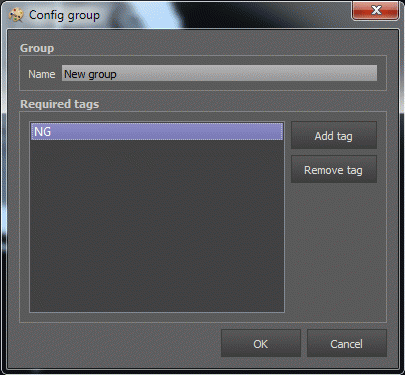 Config group
Group
Name New group
Required tags
NG
Add tag
Remove tag
OK Cancel